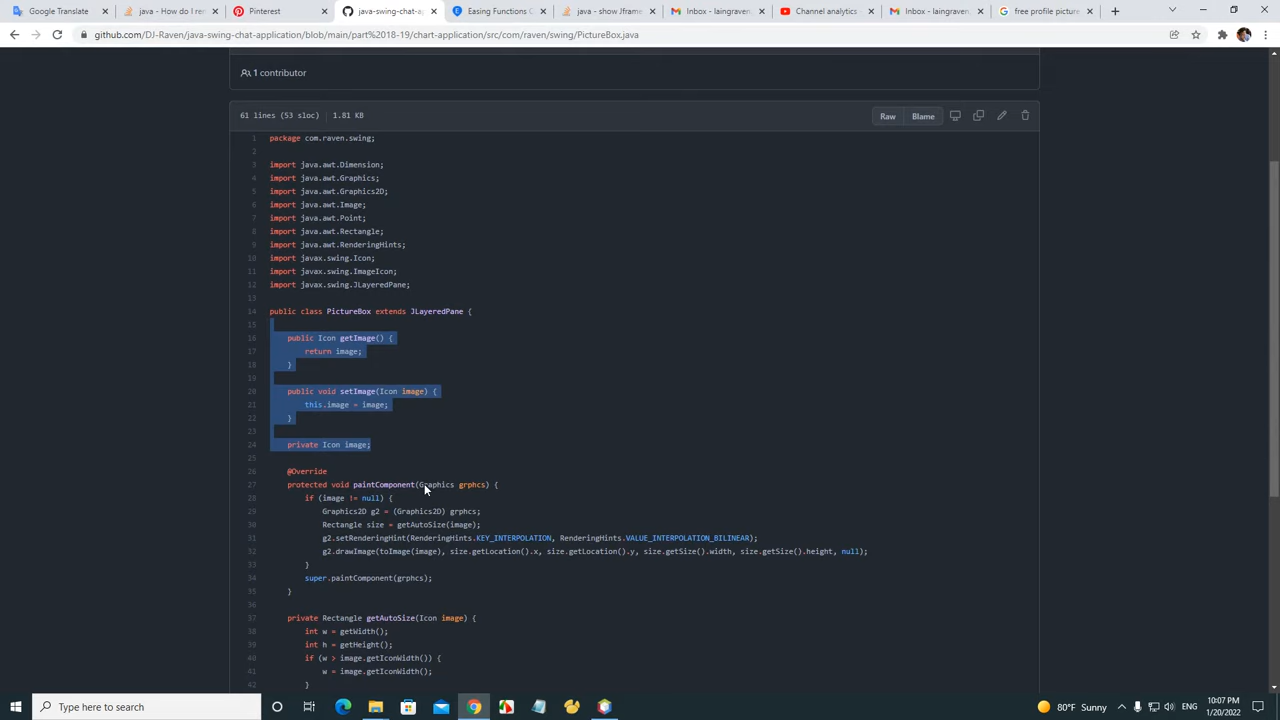 Google Translate
java - How do I re
Pinterest
java-swing-chat-ap
Easing Functions C
java - show Jframe
Inbox - laingraven.
Channel analytics -
Inbox - laingraven.
free profile picture
github.com/DJ-Raven/java-swing-chat-application/blob/main/part%2018-19/chart-application/src/com/raven/swing/PictureBox.java
1 contributor
61 lines (53 sloc) 1.81 KB
Raw Blame
1 package com.raven.swing;
2
3 import java.awt.Dimension;
4 import java.awt.Graphics;
5 import java.awt.Graphics2D;
6 import java.awt.Image;
7 import java.awt.Point;
8 import java.awt.Rectangle;
9 import java.awt.RenderingHints;
10 import javax.swing.Icon;
11 import javax.swing.ImageIcon;
12 import javax.swing.JLayeredPane;
13
14 public class PictureBox extends JLayeredPane {
15
16 public Icon getImage() {
17 return image;
18 }
19
20 public void setImage(Icon image) {
21 this.image = image;
22 }
23
24 private Icon image;
25
26 @Override
27 protected void paintComponent(Graphics grphcs) {
28 if (image != null) {
29 Graphics2D g2 = (Graphics2D) grphcs;
30 Rectangle size = getAutoSize(image);
31 g2.setRenderingHint(RenderingHints.KEY_INTERPOLATION, RenderingHints.VALUE_INTERPOLATION_BILINEAR);
32 g2.drawImage(toImage(image), size.getLocation().x, size.getLocation().y, size.getSize().width, size.getSize().height, null);
33 }
34 super.paintComponent(grphcs);
35 }
36
37 private Rectangle getAutoSize(Icon image) {
38 int w = getWidth();
39 int h = getHeight();
40 if (w > image.getIconWidth()) {
41 w = image.getIconWidth();
42 }
Type here to search
80°F Sunny
ENG
10:07 PM
1/20/2022